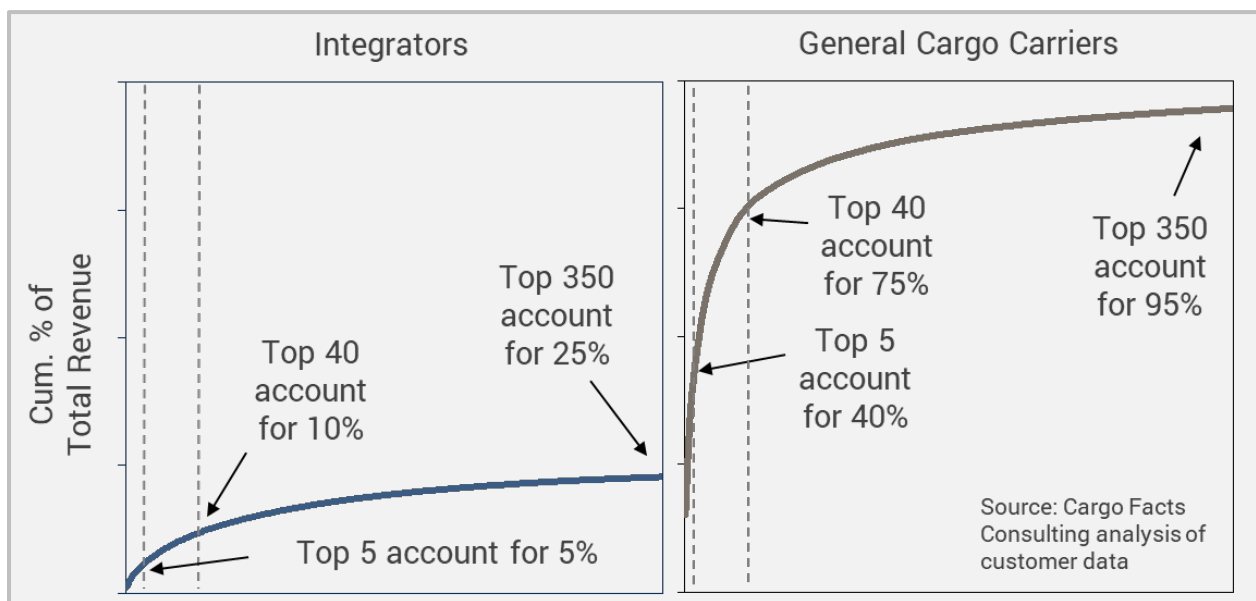 Integrators
General Cargo Carriers
Cum. % of
Total Revenue
Top 40
account
for 10%
Top 350
account
for 25%
Top 5 account for 5%
Top 40
account
for 75%
Top 5
account
for 40%
Top 350
account
for 95%
Source: Cargo Facts
Consulting analysis of
customer data